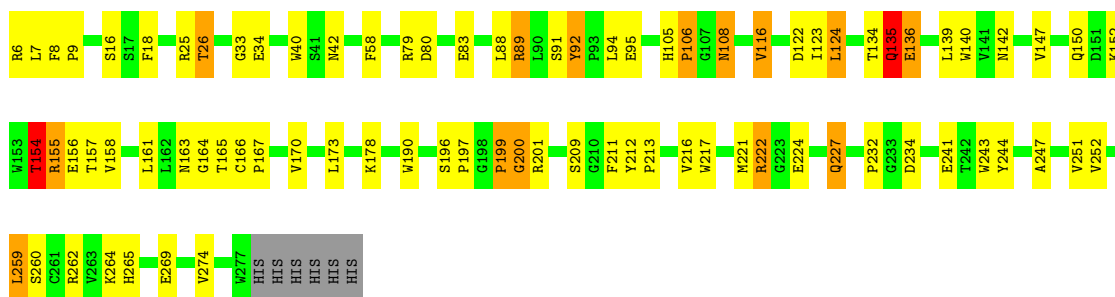 R6 L7 F8 P9 S16 S17 F18 R25 T26 G33 E34 W40 S41 N42 F58 R79 D80 E83 L88 R89 L90 S91 Y92 P93 L94 E95 H105 P106 G107 N108 V116 D122 I123 L124 T134 Q135 E136 L139 W140 V141 N142 V147 Q150 D151 K152
W153 T154 R155 E156 T157 V158 L161 L162 N163 G164 T165 C166 P167 V170 L173 K178 W190 S196 P197 G198 P199 G200 R201 S209 G210 F211 Y212 P213 V216 W217 M221 R222 G223 E224 Q227 P232 G233 D234 E241 T242 W243 Y244 A247 V251 V252
L259 S260 C261 R262 V263 K264 H265 E269 V274 W277 HIS HIS HIS HIS HIS HIS